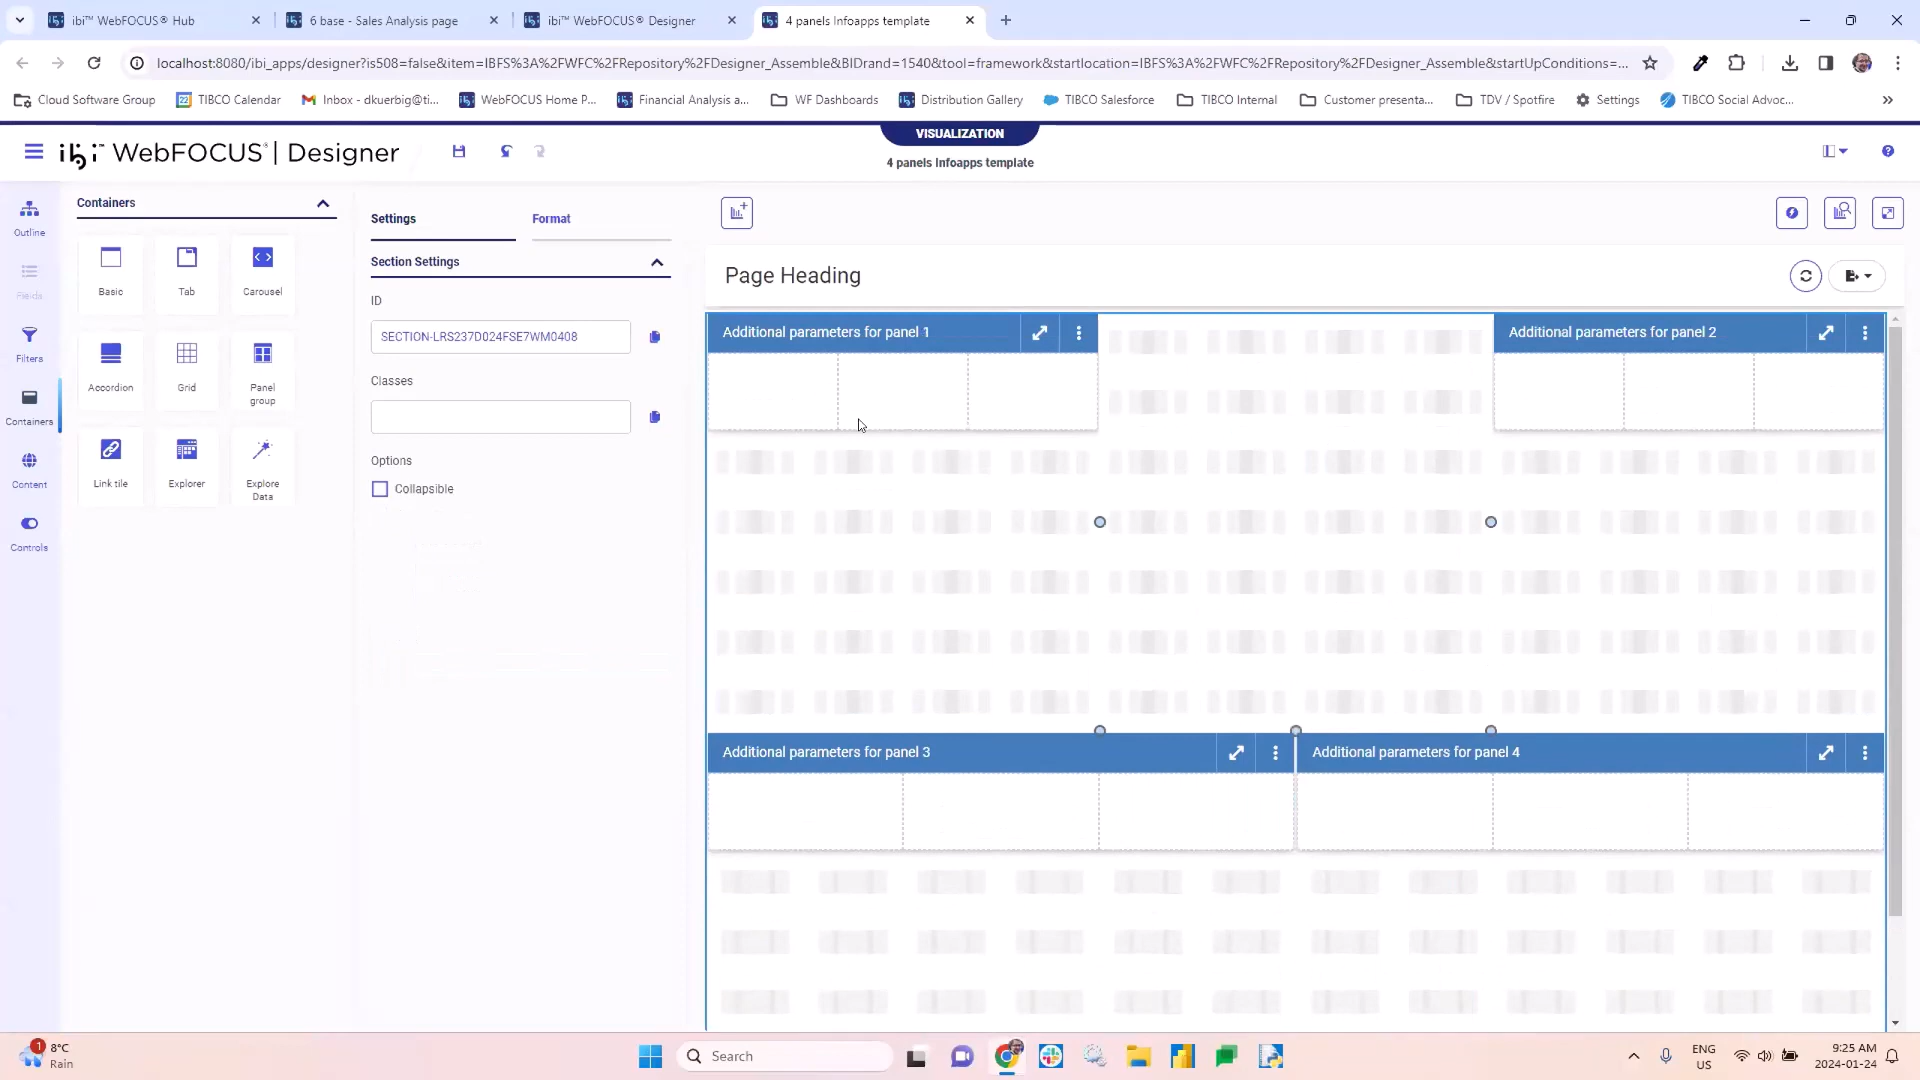 ibi™ WebFOCUS® Hub
6 base - Sales Analysis page
ibi™ WebFOCUS® Designer
4 panels Infoapps template
localhost:8080/ibi_apps/designer?is508=false&item=IBFS%3A%2FWFC%2FRepository%2FDesigner_Assemble&BIDrand=1540&tool=framework&startlocation=IBFS%3A%2FWFC%2FRepository%2FDesigner_Assemble&startUpConditions=...
Cloud Software Group
TIBCO Calendar
Inbox - dkuerbig@ti...
WebFOCUS Home P...
Financial Analysis a...
WF Dashboards
Distribution Gallery
TIBCO Salesforce
TIBCO Internal
Customer presenta...
TDV / Spotfire
Settings
TIBCO Social Advoc...
»
VISUALIZATION
ibi™ WebFOCUS® | Designer
4 panels Infoapps template
Outline
Fields
Filters
Containers
Content
Controls
Containers
Basic
Tab
Carousel
Accordion
Grid
Panel
group
Link tile
Explorer
Explore
Data
Settings
Format
Section Settings
ID
SECTION-LRS237D024FSE7WM0408
Classes
Options
Collapsible
Page Heading
Additional parameters for panel 1
Additional parameters for panel 2
Additional parameters for panel 3
Additional parameters for panel 4
1
8°C
Rain
Search
ENG
US
9:25 AM
2024-01-24